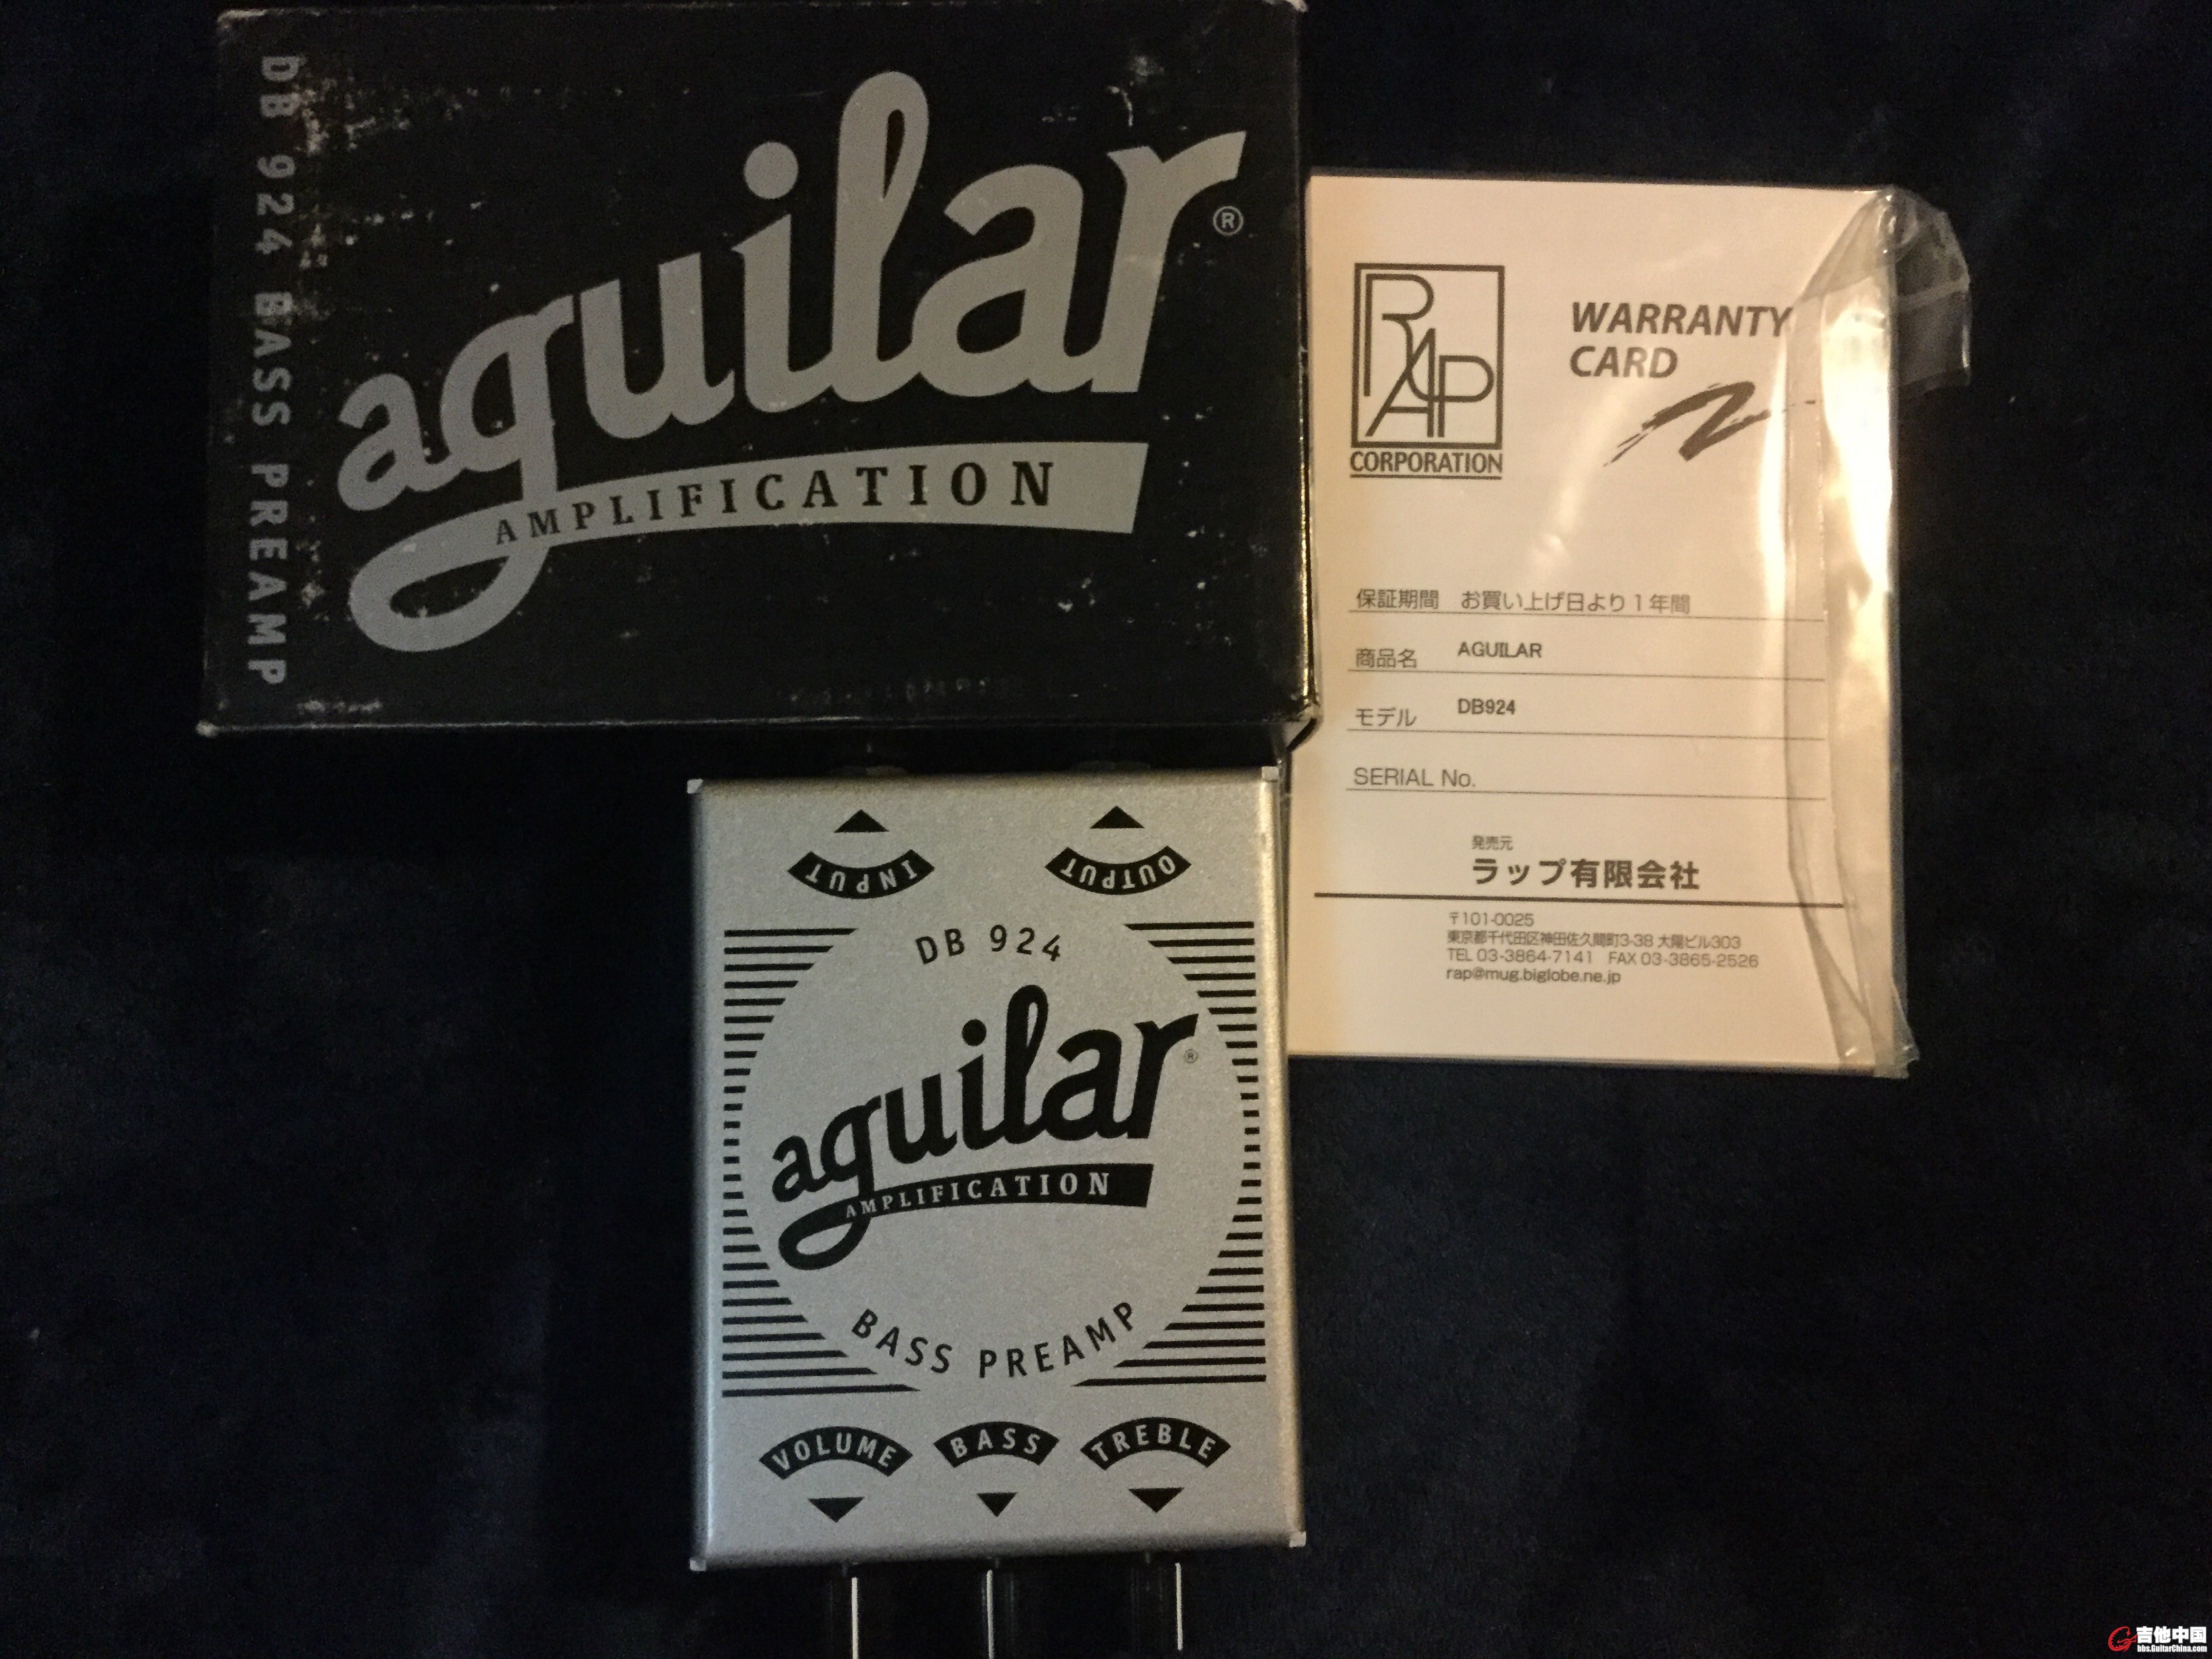 DB 924 BASS PREAMP
aguilar®
AMPLIFICATION
RAP
CORPORATION
WARRANTY
CARD
保証期間 お買い上げ日より1年間
商品名 AGUILAR
モデル DB924
SERIAL No.
発売元
ラップ有限会社
〒101-0025
東京都千代田区神田佐久間町3-38 大陽ビル303
TEL 03-3864-7141 FAX 03-3865-2526
rap@mug.biglobe.ne.jp
INPUT OUTPUT
DB 924
aguilar®
AMPLIFICATION
BASS PREAMP
VOLUME BASS TREBLE
吉他中国
bbs.GuitarChina.com